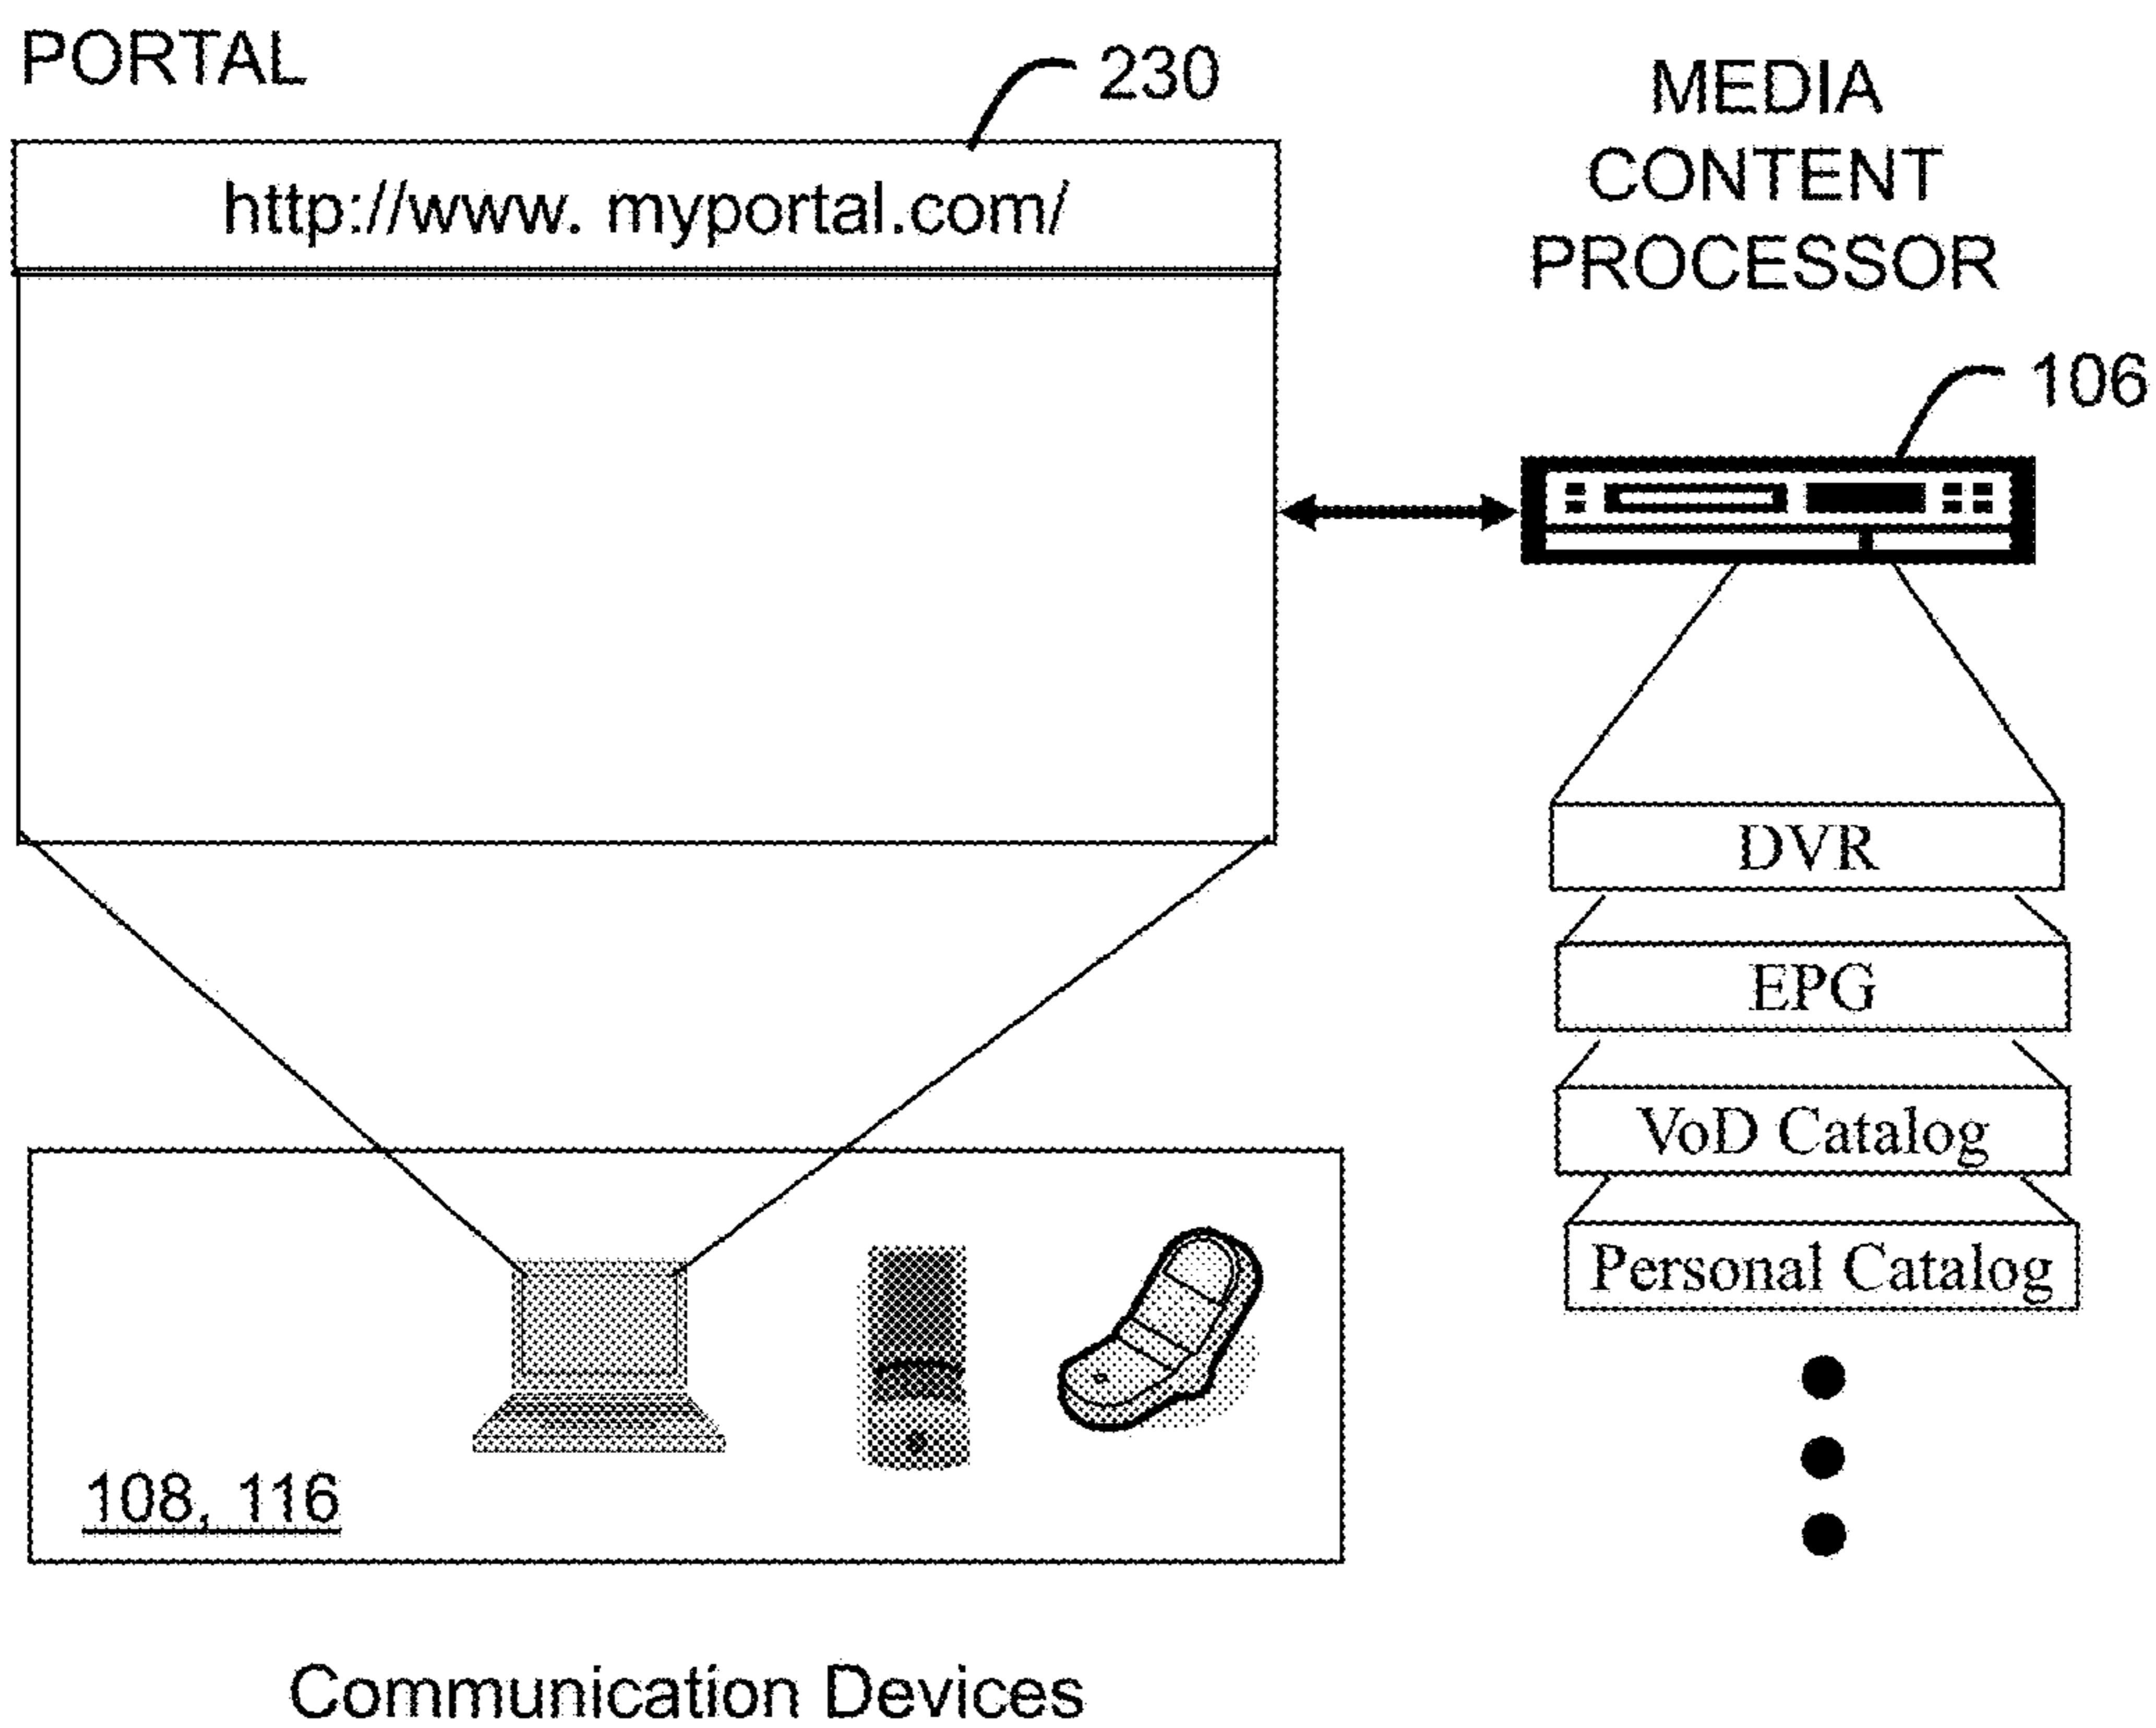 PORTAL
230
http://www. myportal.com/
MEDIA
CONTENT
PROCESSOR
106
DVR
EPG
VoD Catalog
Personal Catalog
108, 116
Communication Devices